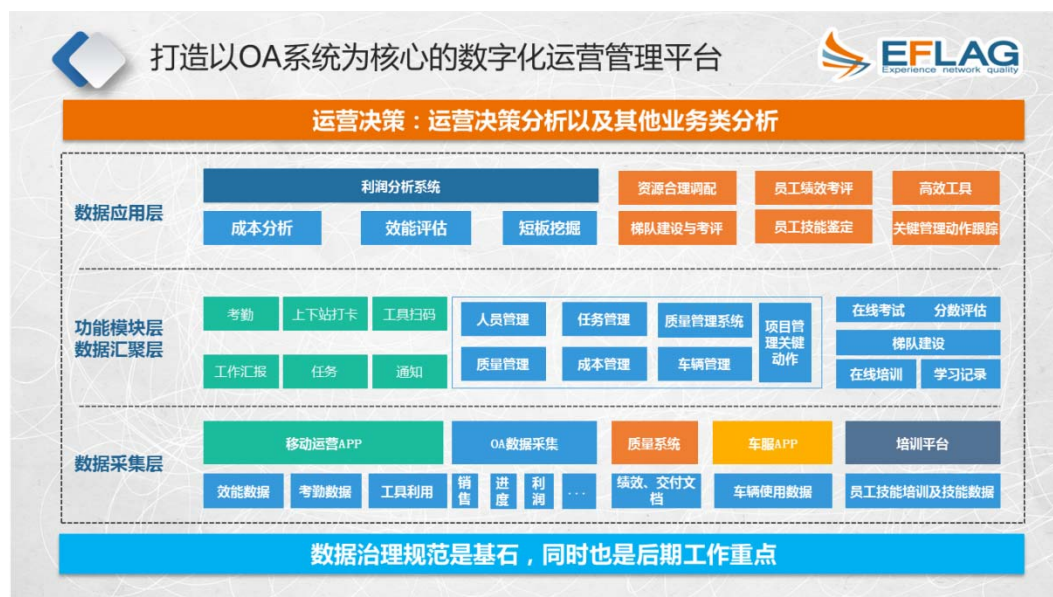 打造以OA系统为核心的数字化运营管理平台
EFLAG
Experience network quality
运营决策：运营决策分析以及其他业务类分析
数据应用层
利润分析系统
资源合理调配
员工绩效考评
高效工具
成本分析
效能评估
短板挖掘
梯队建设与考评
员工技能鉴定
关键管理动作跟踪
功能模块层
数据汇聚层
考勤
上下站打卡
工具扫码
工作汇报
任务
通知
人员管理
任务管理
质量管理系统
质量管理
成本管理
车辆管理
项目管
理关键
动作
在线考试 分数评估
梯队建设
在线培训
学习记录
数据采集层
移动运营APP
OA数据采集
质量系统
车服APP
培训平台
效能数据
考勤数据
工具利用
销
售
进
度
利
润
...
绩效、交付文
档
车辆使用数据
员工技能培训及技能数据
数据治理规范是基石，同时也是后期工作重点